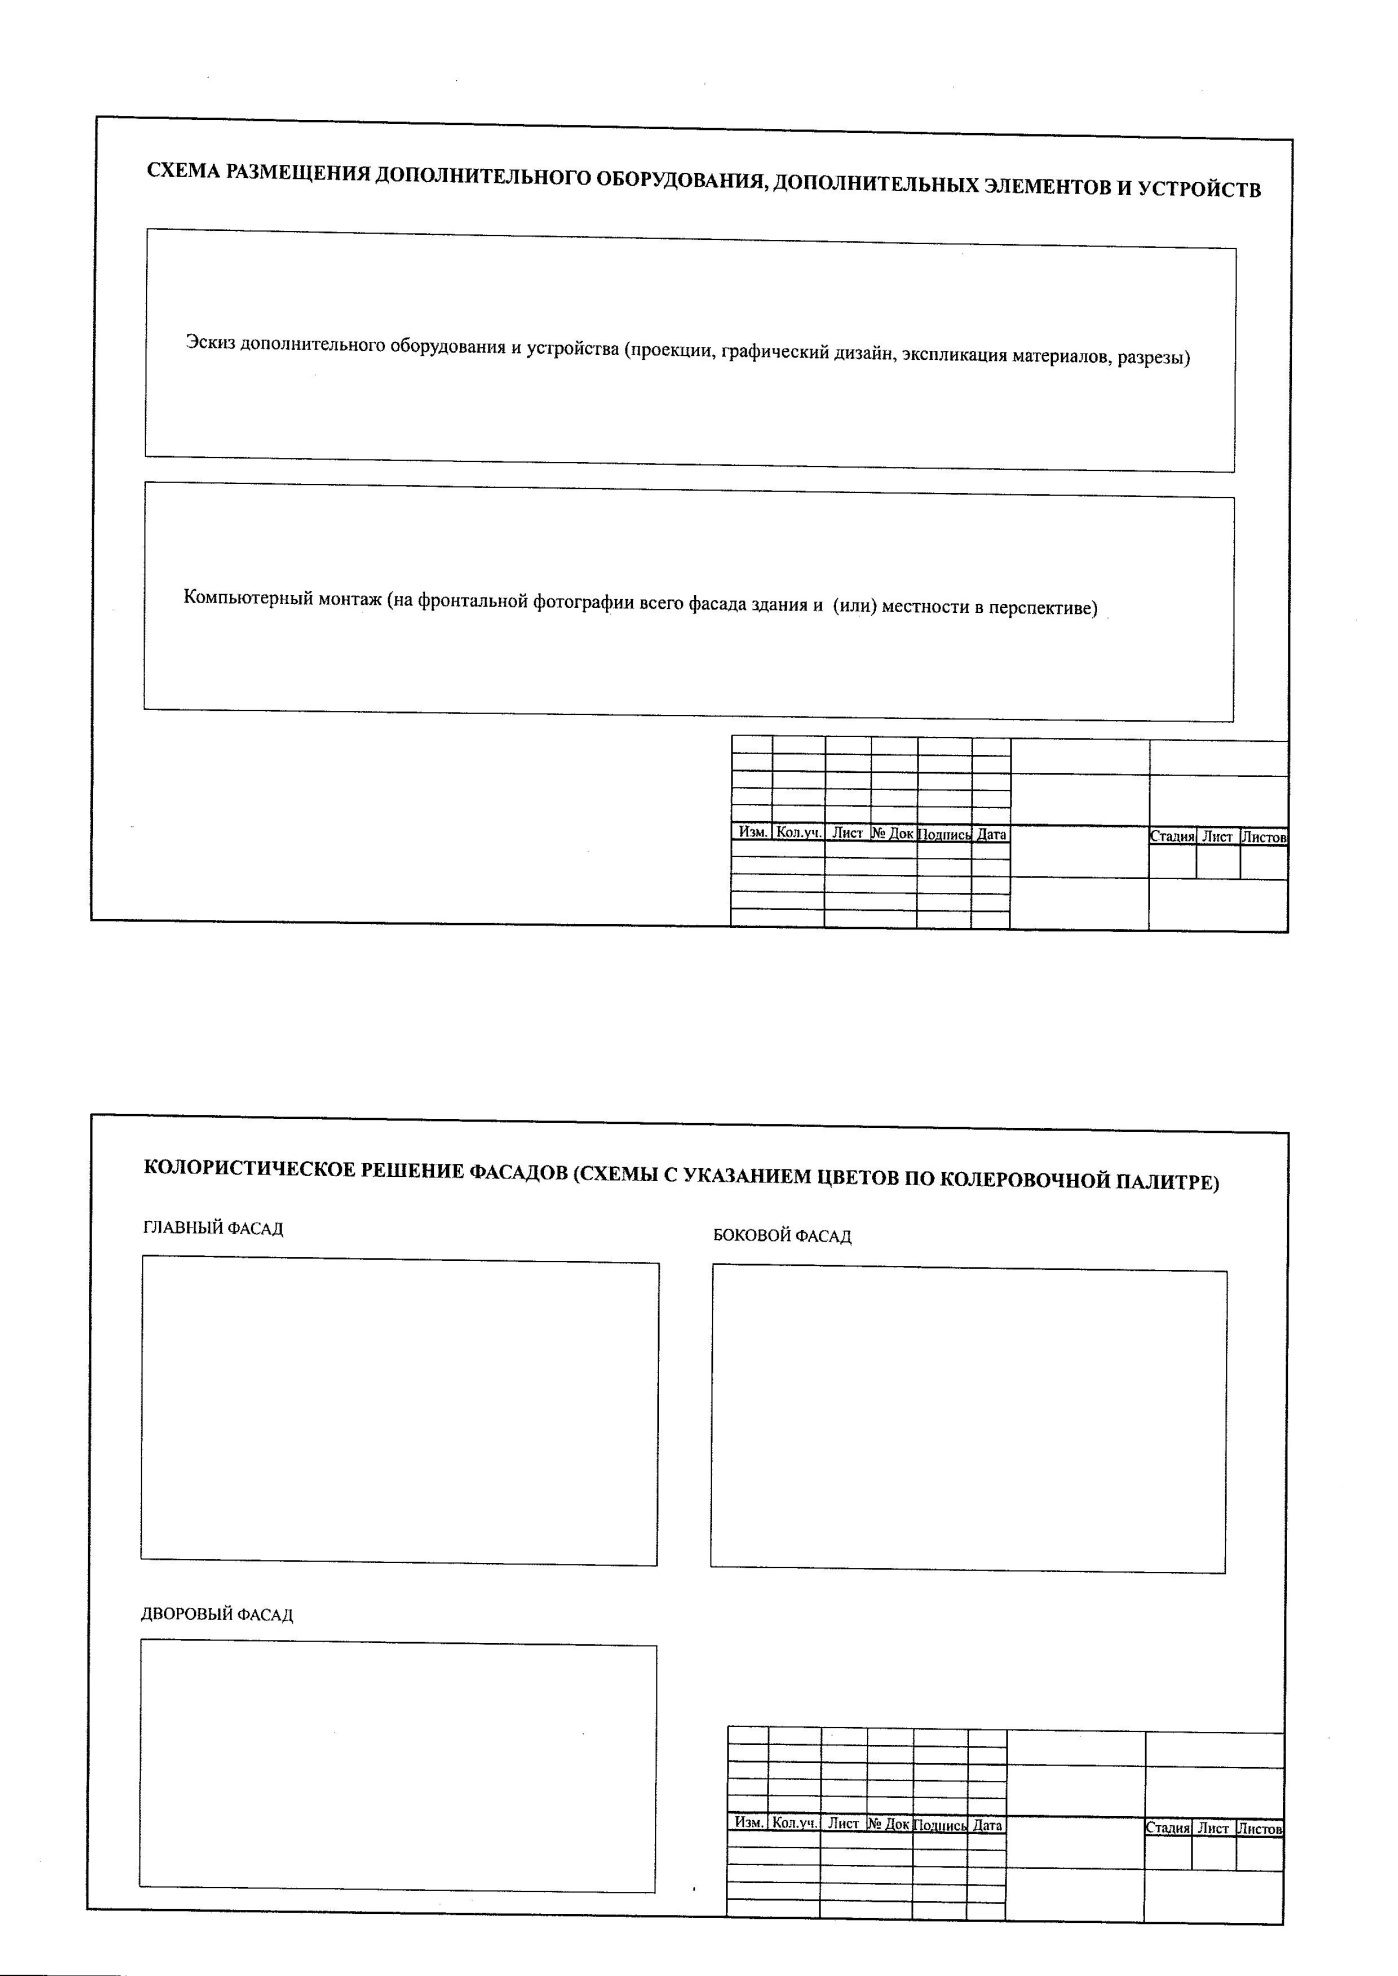 СХЕМА РАЗМЕЩЕНИЯ ДОПОЛНИТЕЛЬНОГО ОБОРУДОВАНИЯ, ДОПОЛНИТЕЛЬНЫХ ЭЛЕМЕНТОВ И УСТРОЙСТВ
Эскиз дополнительного оборудования и устройства (проекции, графический дизайн, экспликация материалов, разрезы)
Компьютерный монтаж (на фронтальной фотографии всего фасада здания и (или) местности в перспективе)
Изм. Кол.уч. Лист № Док Подпись Дата Стадия Лист Листов
КОЛОРИСТИЧЕСКОЕ РЕШЕНИЕ ФАСАДОВ (СХЕМЫ С УКАЗАНИЕМ ЦВЕТОВ ПО КОЛЕРОВОЧНОЙ ПАЛИТРЕ)
ГЛАВНЫЙ ФАСАД
БОКОВОЙ ФАСАД
ДВОРОВЫЙ ФАСАД
Изм. Кол.уч. Лист № Док Подпись Дата Стадия Лист Листов